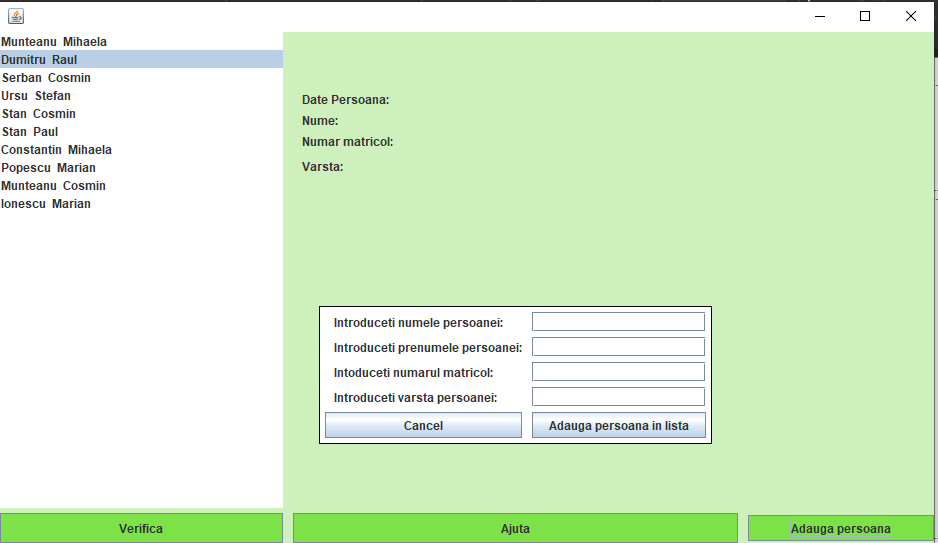 Munteanu Mihaela
Dumitru Raul
Serban Cosmin
Ursu Stefan
Stan Cosmin
Stan Paul
Constantin Mihaela
Popescu Marian
Munteanu Cosmin
Ionescu Marian
Date Persoana:
Nume:
Numar matricol:
Varsta:
Introduceti numele persoanei:
Introduceti prenumele persoanei:
Intoduceti numarul matricol:
Introduceti varsta persoanei:
Cancel Adauga persoana in lista
Verifica Ajuta Adauga persoana